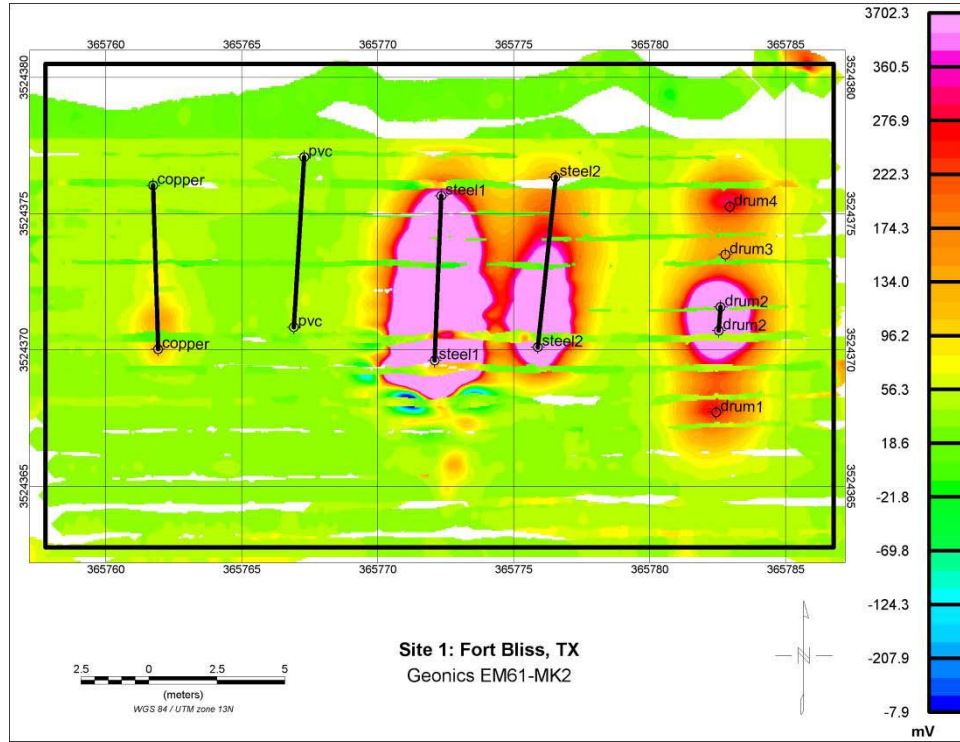 365760 365765 365770 365775 365780 365785
3702.3
360.5
276.9
222.3
174.3
134.0
96.2
56.3
18.6
-21.8
-69.8
-124.3
-207.9
-7.9
mV
3524380 3524380
pvc
copper steel2
steel1
3524375 drum4 3524375
drum3
drum2
pvc drum2
3524370 copper steel1 steel2 3524370
drum1
3524365 3524365
365760 365765 365770 365775 365780 365785
Site 1: Fort Bliss, TX
Geonics EM61-MK2
2.5 0 2.5 5
(meters)
WGS 84 / UTM zone 13N
N